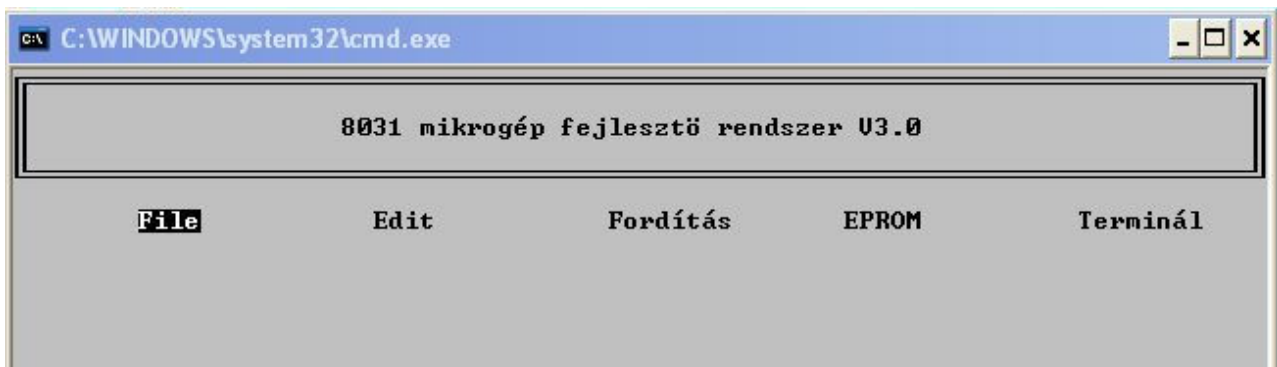 C:\WINDOWS\system32\cmd.exe
8031 mikrogép fejlesztö rendszer V3.0
File Edit Fordítás EPROM Terminál